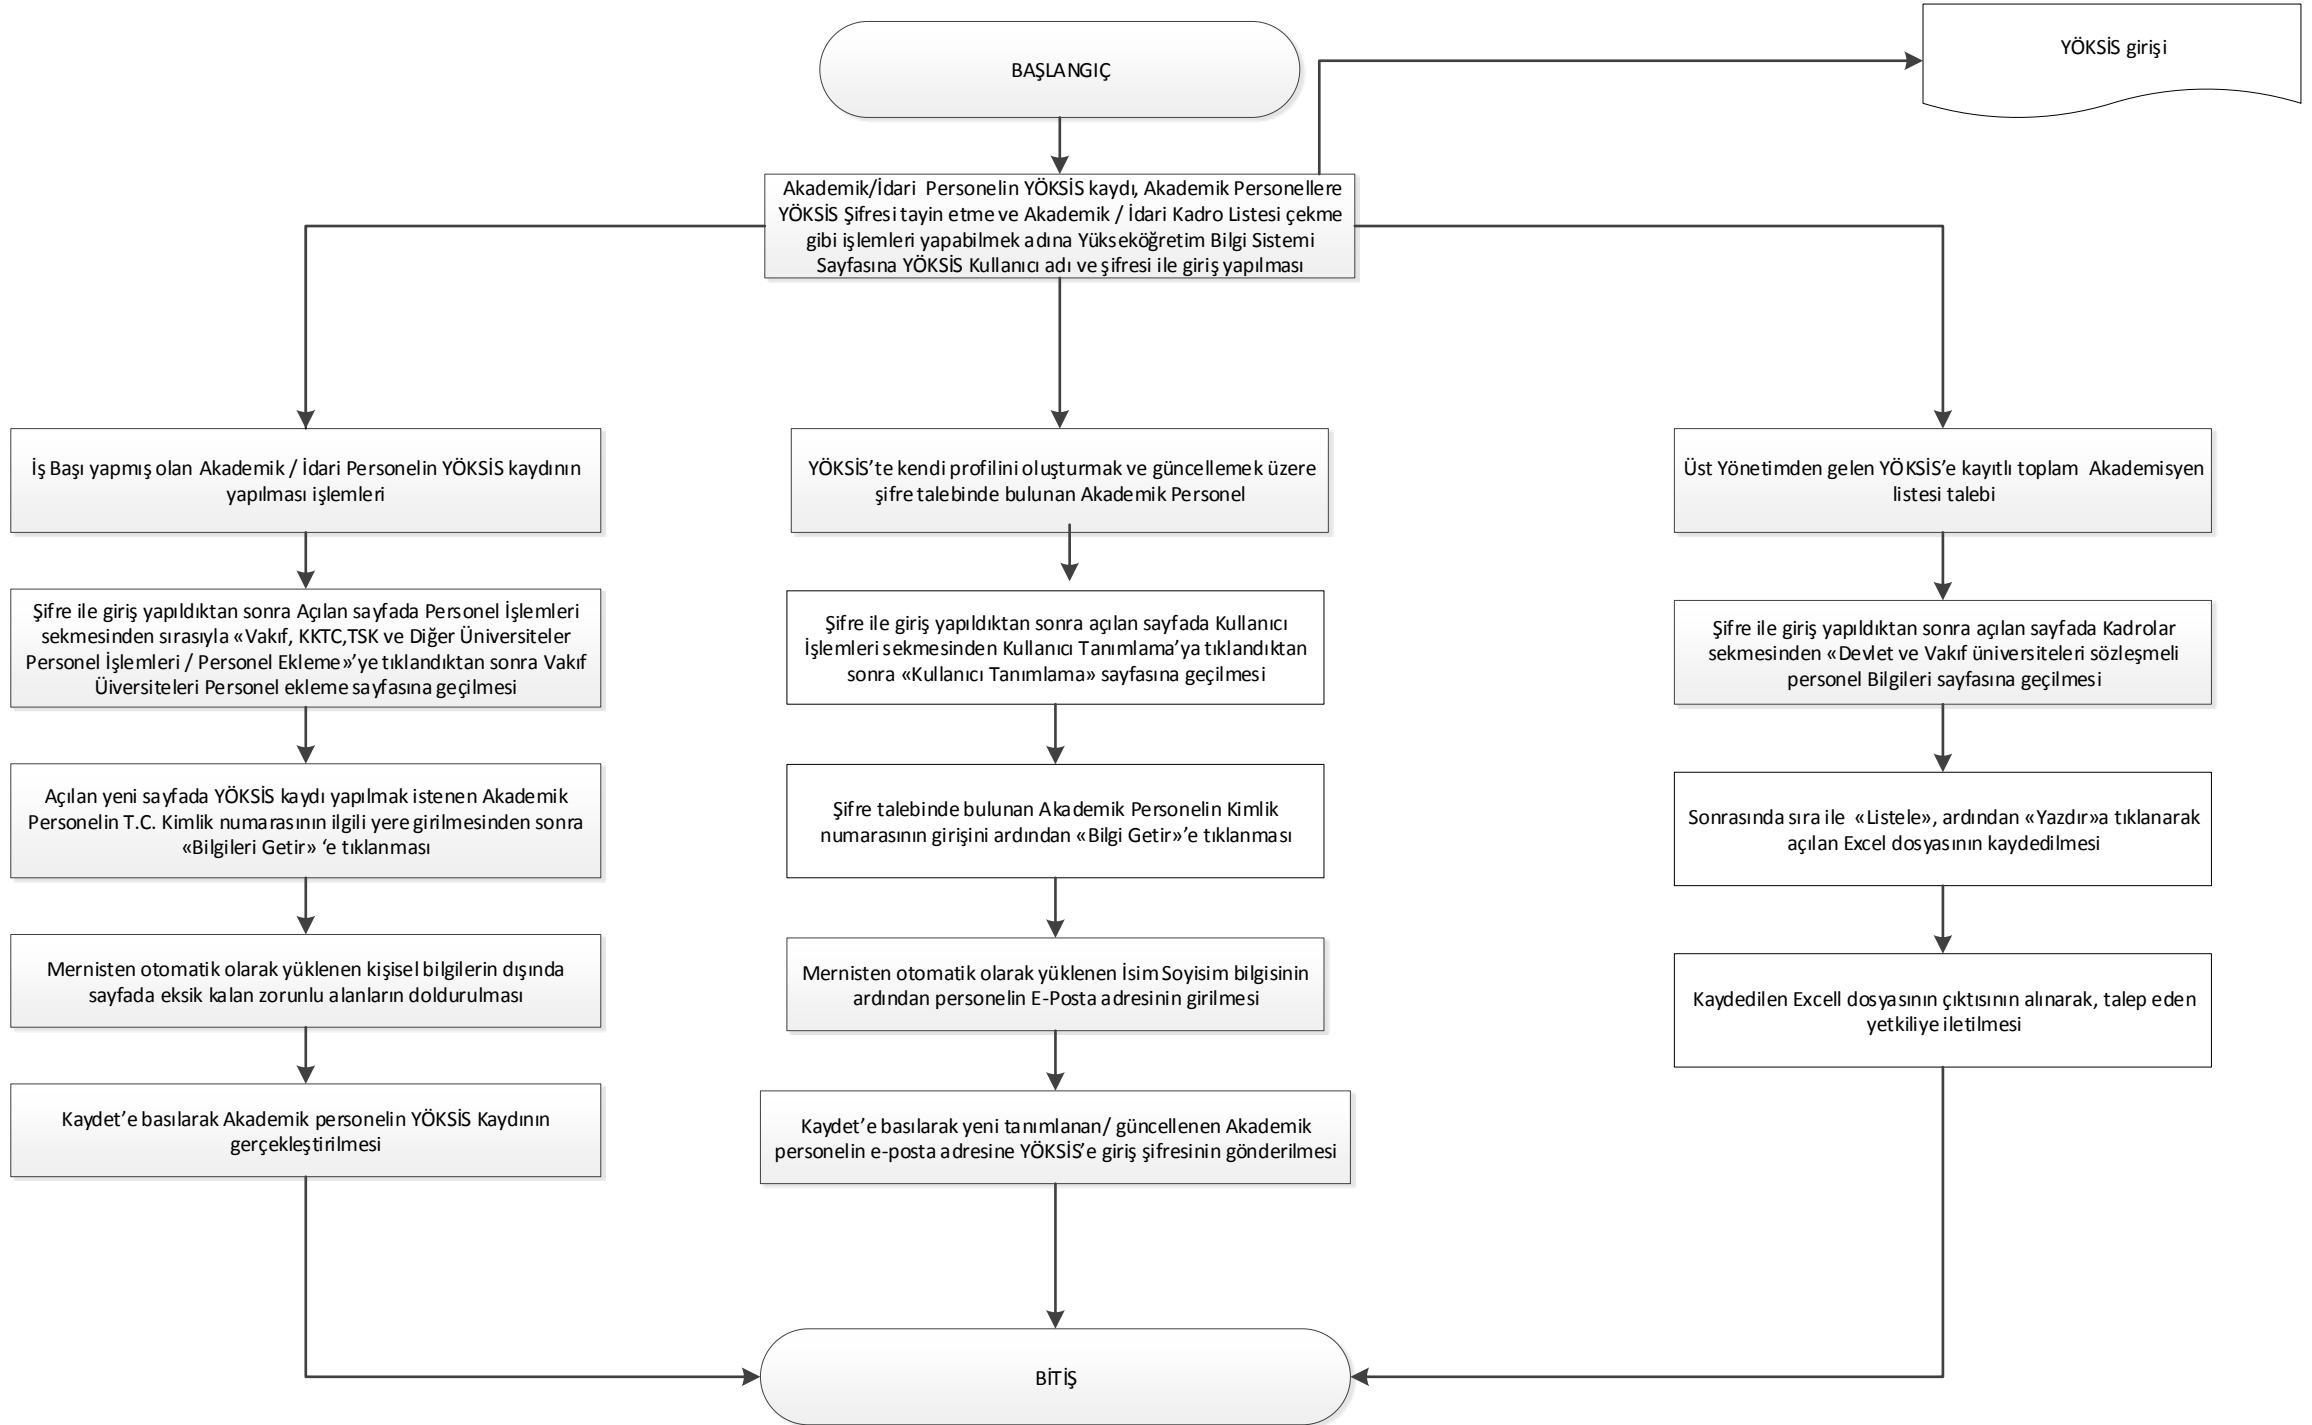 BAŞLANGIÇ
YÖKSİS girişi
Akademik/İdari Personelin YÖKSİS kaydı, Akademik Personellere
YÖKSİS Şifresi tayin etme ve Akademik / İdari Kadro Listesi çekme
gibi işlemleri yapabilmek adına Yükseköğretim Bilgi Sistemi
Sayfasına YÖKSİS Kullanıcı adı ve şifresi ile giriş yapılması
İş Başı yapmış olan Akademik / İdari Personelin YÖKSİS kaydının
yapılması işlemleri
Şifre ile giriş yapıldıktan sonra Açılan sayfada Personel İşlemleri
sekmesinden sırasıyla «Vakıf, KKTC,TSK ve Diğer Üniversiteler
Personel İşlemleri / Personel Ekleme»’ye tıklandıktan sonra Vakıf
Üiversiteleri Personel ekleme sayfasına geçilmesi
Açılan yeni sayfada YÖKSİS kaydı yapılmak istenen Akademik
Personelin T.C. Kimlik numarasının ilgili yere girilmesinden sonra
«Bilgileri Getir» ‘e tıklanması
Mernisten otomatik olarak yüklenen kişisel bilgilerin dışında
sayfada eksik kalan zorunlu alanların doldurulması
Kaydet’e basılarak Akademik personelin YÖKSİS Kaydının
gerçekleştirilmesi
YÖKSİS’te kendi profilini oluşturmak ve güncellemek üzere
şifre talebinde bulunan Akademik Personel
Şifre ile giriş yapıldıktan sonra açılan sayfada Kullanıcı
İşlemleri sekmesinden Kullanıcı Tanımlama’ya tıklandıktan
sonra «Kullanıcı Tanımlama» sayfasına geçilmesi
Şifre talebinde bulunan Akademik Personelin Kimlik
numarasının girişini ardından «Bilgi Getir»’e tıklanması
Mernisten otomatik olarak yüklenen İsim Soyisim bilgisinin
ardından personelin E-Posta adresinin girilmesi
Kaydet’e basılarak yeni tanımlanan/ güncellenen Akademik
personelin e-posta adresine YÖKSİS’e giriş şifresinin gönderilmesi
Üst Yönetimden gelen YÖKSİS’e kayıtlı toplam Akademisyen
listesi talebi
Şifre ile giriş yapıldıktan sonra açılan sayfada Kadrolar
sekmesinden «Devlet ve Vakıf üniversiteleri sözleşmeli
personel Bilgileri sayfasına geçilmesi
Sonrasında sıra ile «Listele», ardından «Yazdır»a tıklanarak
açılan Excel dosyasının kaydedilmesi
Kaydedilen Excell dosyasının çıktısının alınarak, talep eden
yetkiliye iletilmesi
BİTİŞ